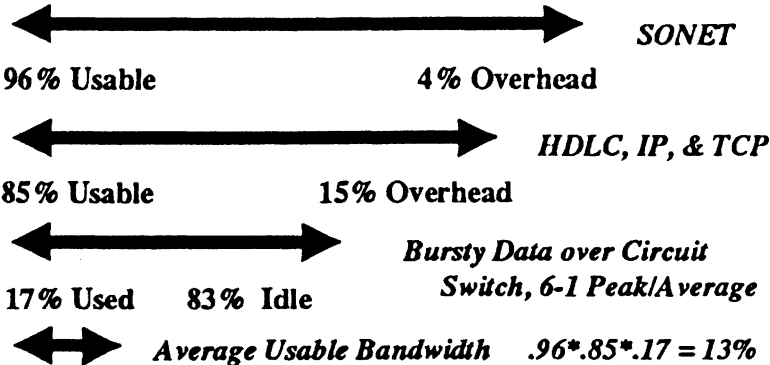 SONET
96% Usable 4% Overhead
HDLC, IP, & TCP
85% Usable 15% Overhead
Bursty Data over Circuit
Switch, 6-1 Peak/Average
17% Used 83% Idle
Average Usable Bandwidth .96*.85*.17 = 13%